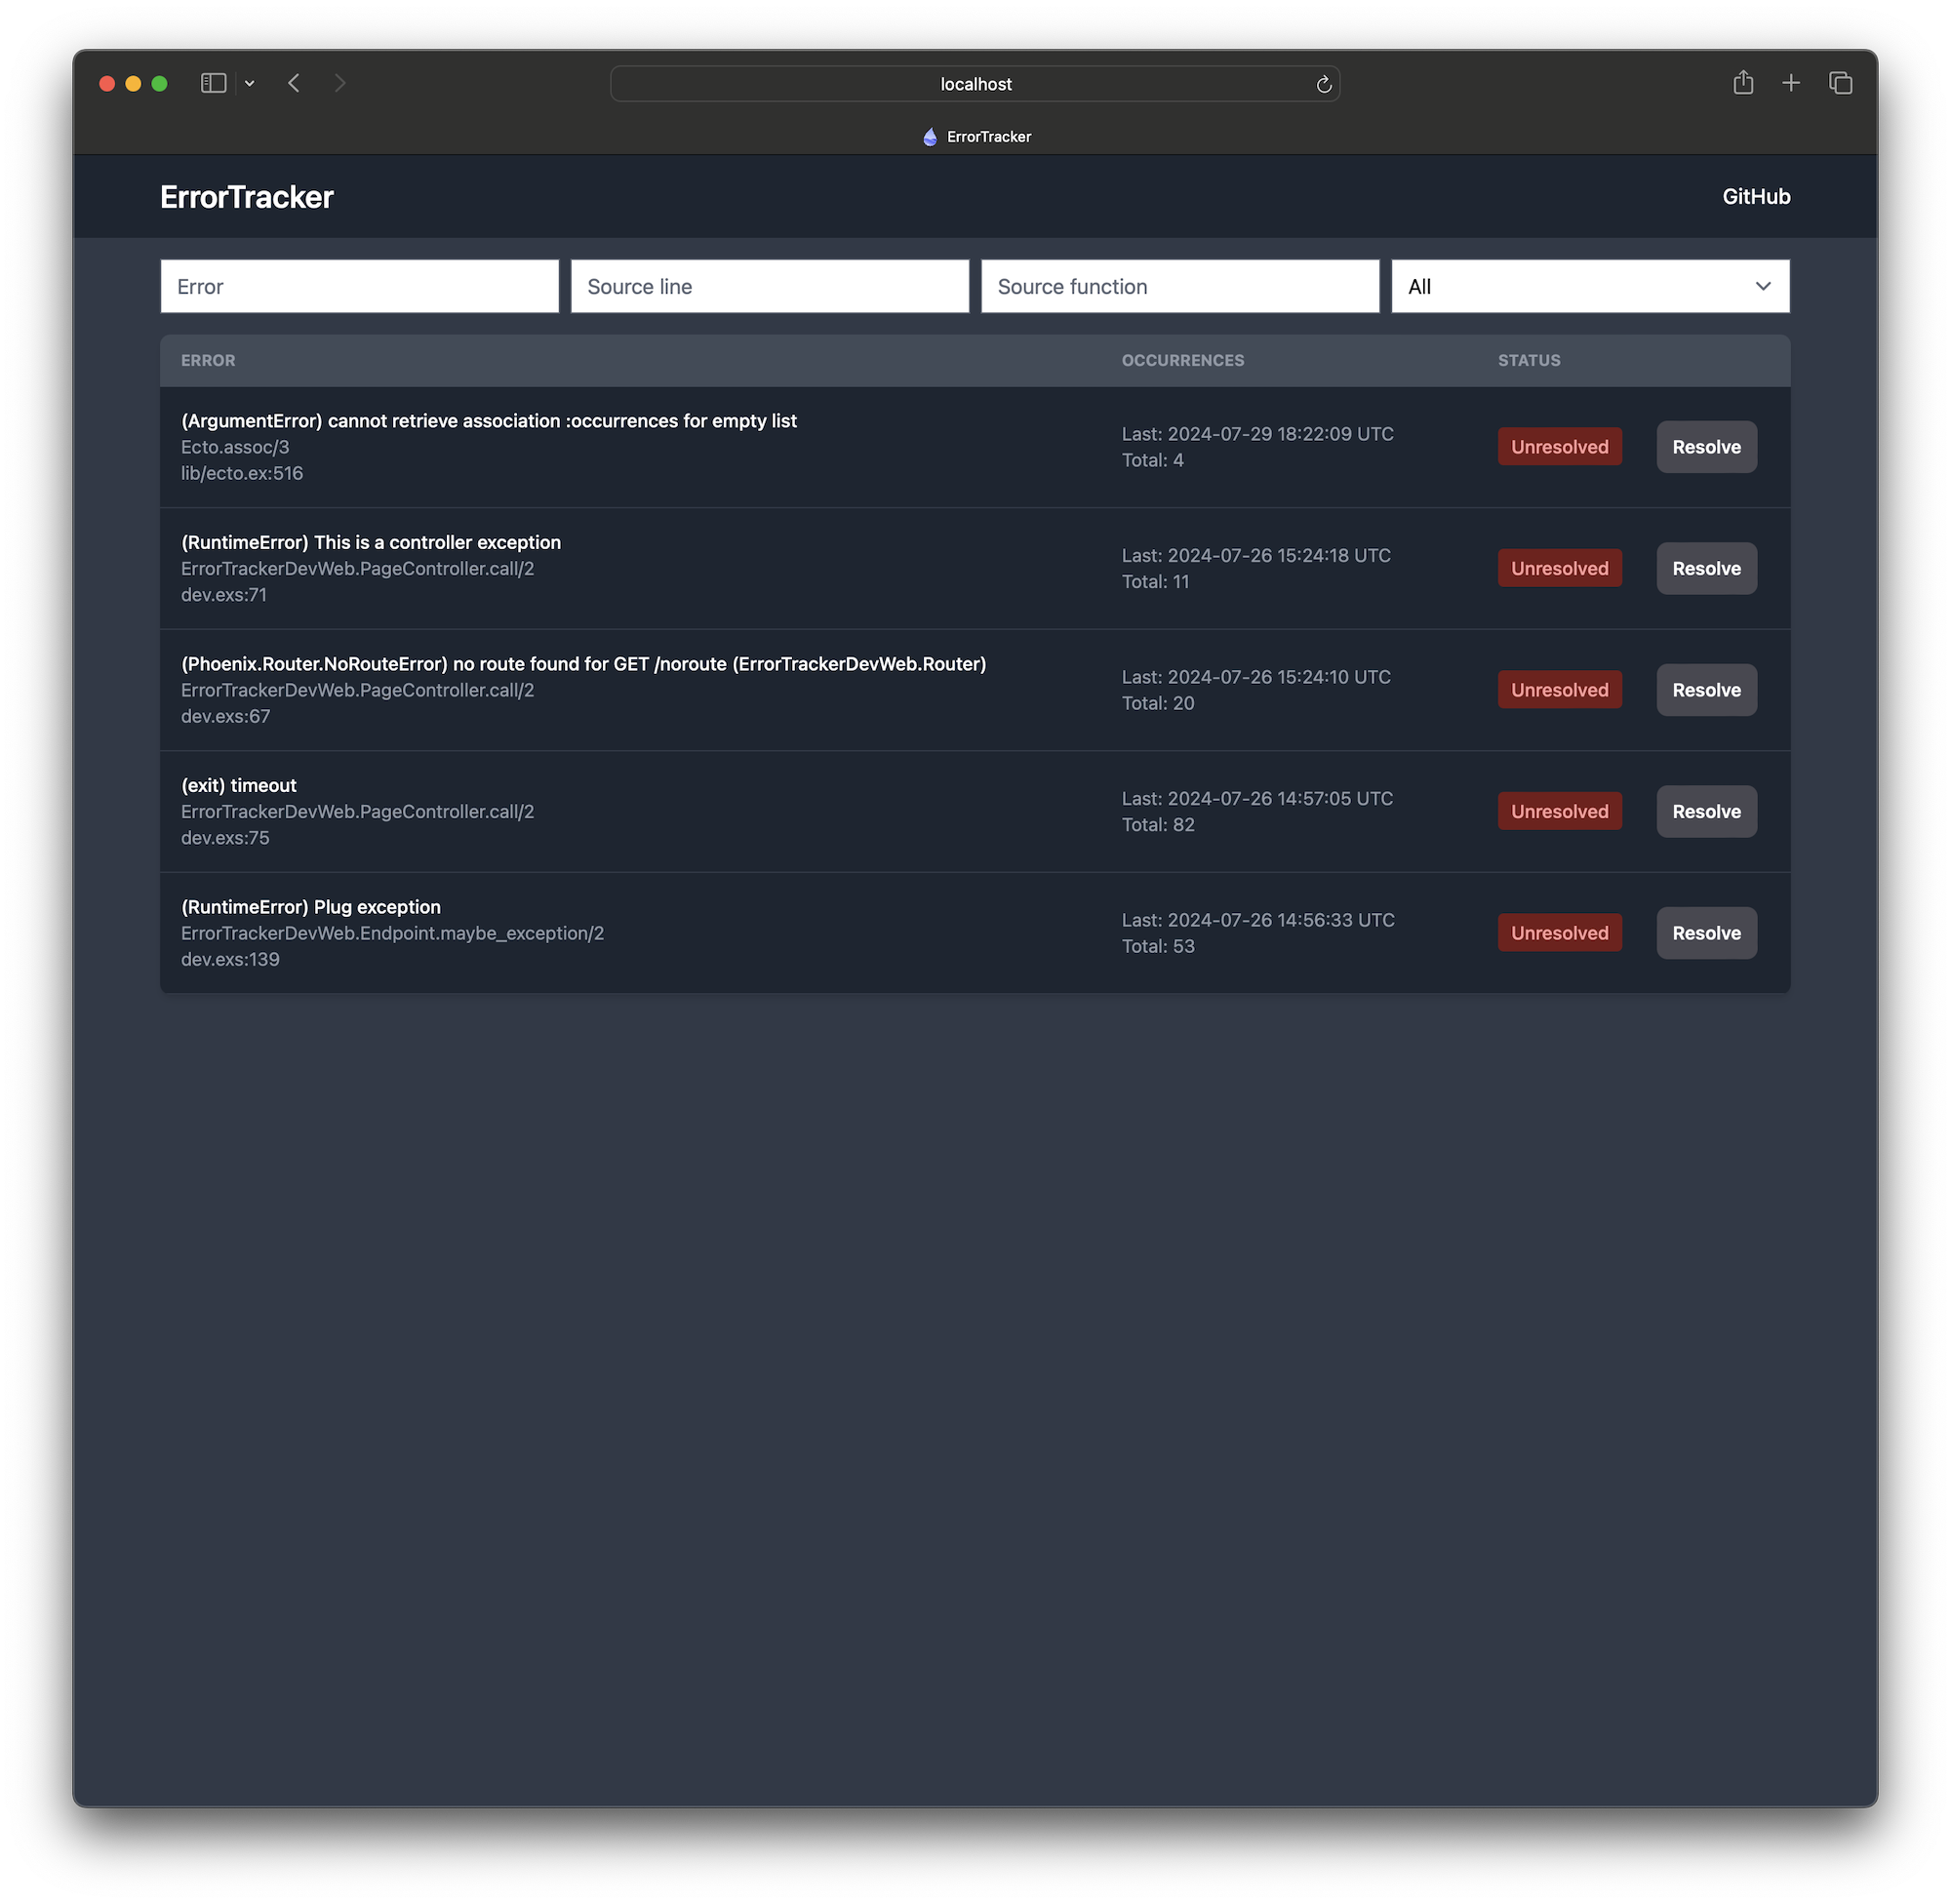 localhost
ErrorTracker
ErrorTracker
GitHub
Error
Source line
Source function
All
ERROR
OCCURRENCES
STATUS
(ArgumentError) cannot retrieve association :occurrences for empty list
Ecto.assoc/3
lib/ecto.ex:516
Last: 2024-07-29 18:22:09 UTC
Total: 4
Unresolved
Resolve
(RuntimeError) This is a controller exception
ErrorTrackerDevWeb.PageController.call/2
dev.exs:71
Last: 2024-07-26 15:24:18 UTC
Total: 11
Unresolved
Resolve
(Phoenix.Router.NoRouteError) no route found for GET /noroute (ErrorTrackerDevWeb.Router)
ErrorTrackerDevWeb.PageController.call/2
dev.exs:67
Last: 2024-07-26 15:24:10 UTC
Total: 20
Unresolved
Resolve
(exit) timeout
ErrorTrackerDevWeb.PageController.call/2
dev.exs:75
Last: 2024-07-26 14:57:05 UTC
Total: 82
Unresolved
Resolve
(RuntimeError) Plug exception
ErrorTrackerDevWeb.Endpoint.maybe_exception/2
dev.exs:139
Last: 2024-07-26 14:56:33 UTC
Total: 53
Unresolved
Resolve